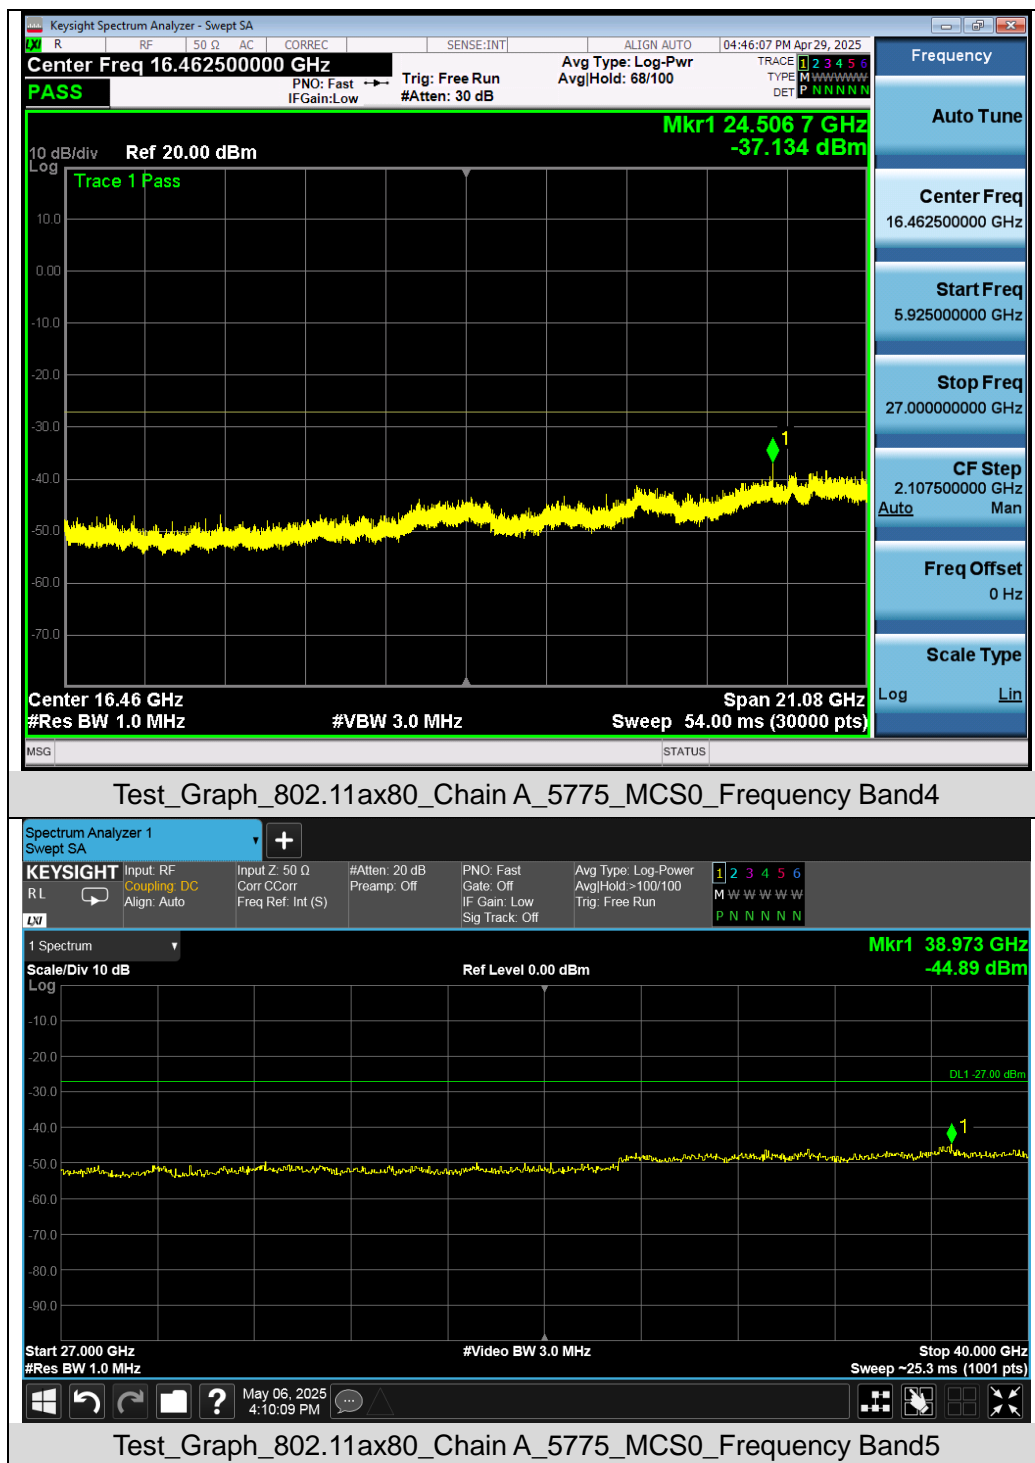 Keysight Spectrum Analyzer - Swept SA
LXI R RF 50 Ω AC CORREC SENSE:INT ALIGN AUTO 04:46:07 PM Apr 29, 2025
Center Freq 16.462500000 GHz
PNO: Fast
IFGain:Low
Trig: Free Run
#Atten: 30 dB
Avg Type: Log-Pwr
Avg|Hold: 68/100
TRACE 1 2 3 4 5 6
TYPE M W W W W W
DET P N N N N N
PASS
Mkr1 24.506 7 GHz
-37.134 dBm
10 dB/div Ref 20.00 dBm
Log
Trace 1 Pass
10.0
0.00
-10.0
-20.0
-30.0
-40.0
-50.0
-60.0
-70.0
1
Center 16.46 GHz Span 21.08 GHz
#Res BW 1.0 MHz #VBW 3.0 MHz Sweep 54.00 ms (30000 pts)
MSG STATUS
Frequency
Auto Tune
Center Freq
16.462500000 GHz
Start Freq
5.925000000 GHz
Stop Freq
27.000000000 GHz
CF Step
2.107500000 GHz
Auto Man
Freq Offset
0 Hz
Scale Type
Log Lin
Test_Graph_802.11ax80_Chain A_5775_MCS0_Frequency Band4
Spectrum Analyzer 1
Swept SA
+
KEYSIGHT
RL
LXI
Input: RF
Coupling: DC
Align: Auto
Input Z: 50 Ω
Corr CCorr
Freq Ref: Int (S)
#Atten: 20 dB
Preamp: Off
PNO: Fast
Gate: Off
IF Gain: Low
Sig Track: Off
Avg Type: Log-Power
Avg|Hold:>100/100
Trig: Free Run
1 2 3 4 5 6
M W W W W W
P N N N N N
1 Spectrum
Mkr1 38.973 GHz
-44.89 dBm
Scale/Div 10 dB Ref Level 0.00 dBm
Log
-10.0
-20.0
-30.0
-40.0
-50.0
-60.0
-70.0
-80.0
-90.0
DL1 -27.00 dBm
1
Start 27.000 GHz #Video BW 3.0 MHz Stop 40.000 GHz
#Res BW 1.0 MHz Sweep ~25.3 ms (1001 pts)
?
May 06, 2025
4:10:09 PM
Test_Graph_802.11ax80_Chain A_5775_MCS0_Frequency Band5